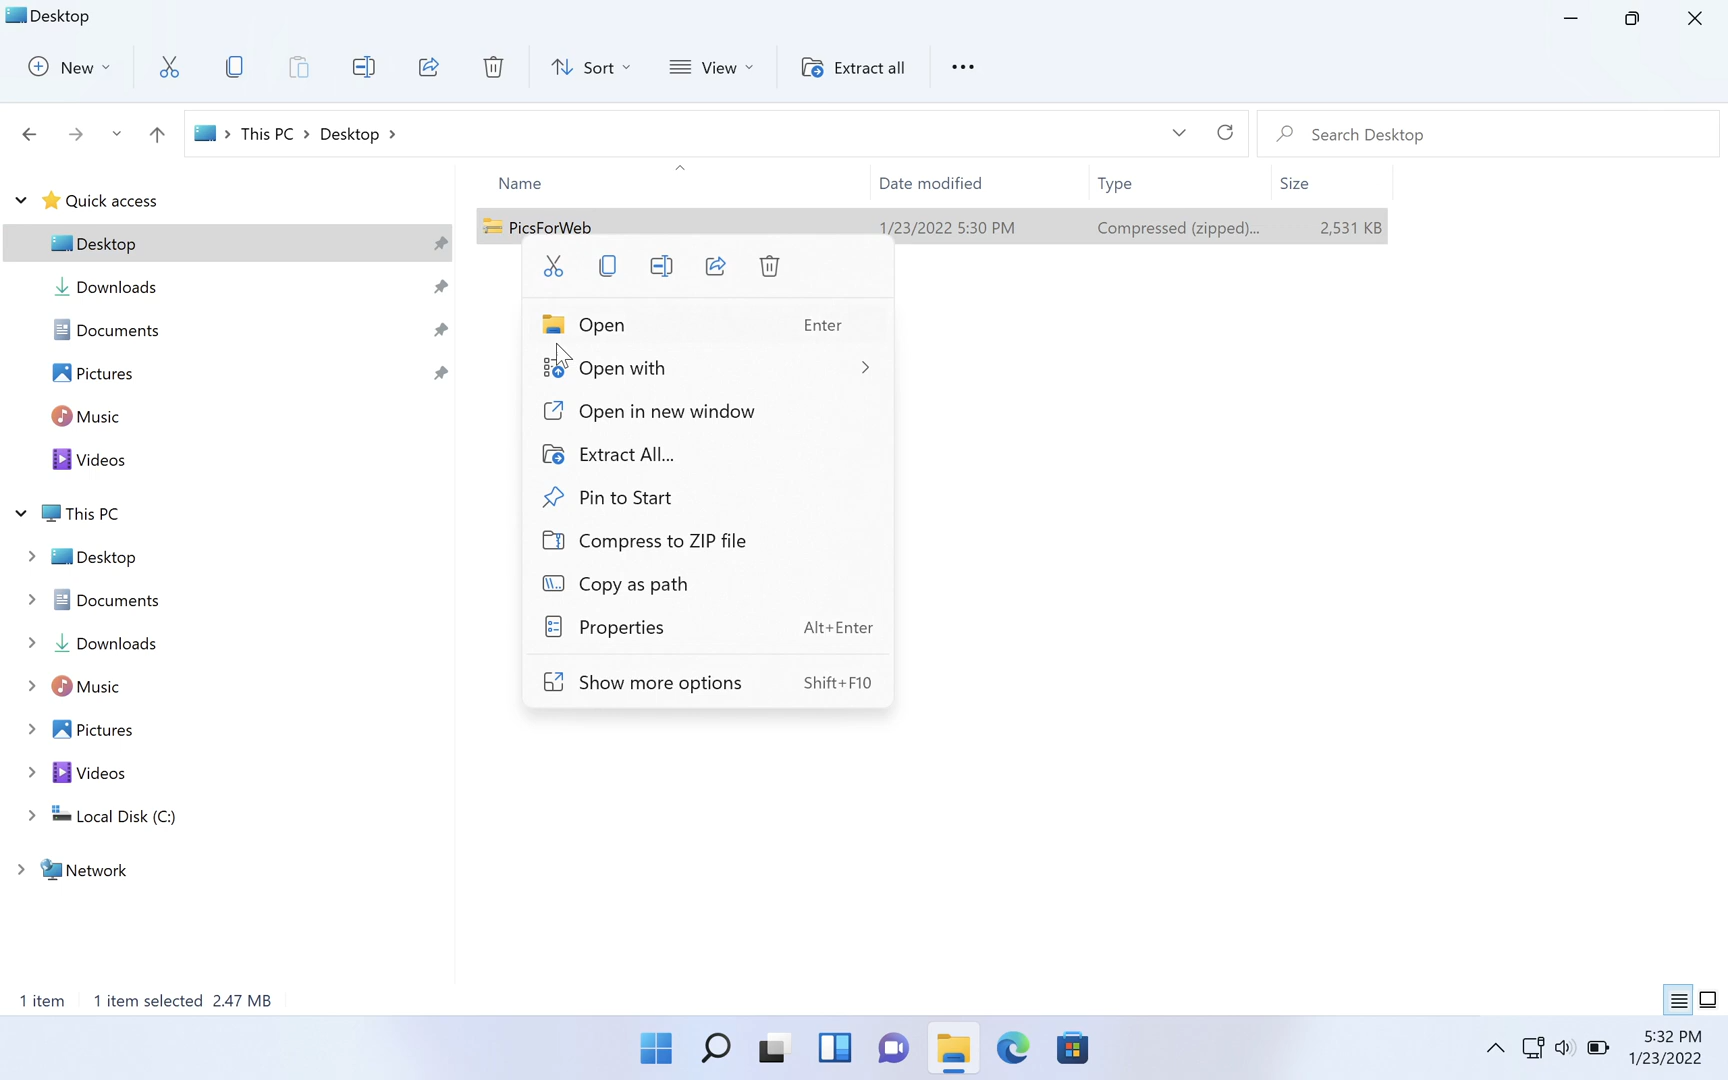 Desktop
New
Sort
View
Extract all
This PC
Desktop
Search Desktop
Name
Date modified
Type
Size
PicsForWeb
1/23/2022 5:30 PM
Compressed (zipped)...
2,531 KB
Quick access
Desktop
Downloads
Documents
Pictures
Music
Videos
This PC
Desktop
Documents
Downloads
Music
Pictures
Videos
Local Disk (C:)
Network
Open Enter
Open with
Open in new window
Extract All...
Pin to Start
Compress to ZIP file
Copy as path
Properties Alt+Enter
Show more options Shift+F10
1 item
1 item selected 2.47 MB
5:32 PM
1/23/2022